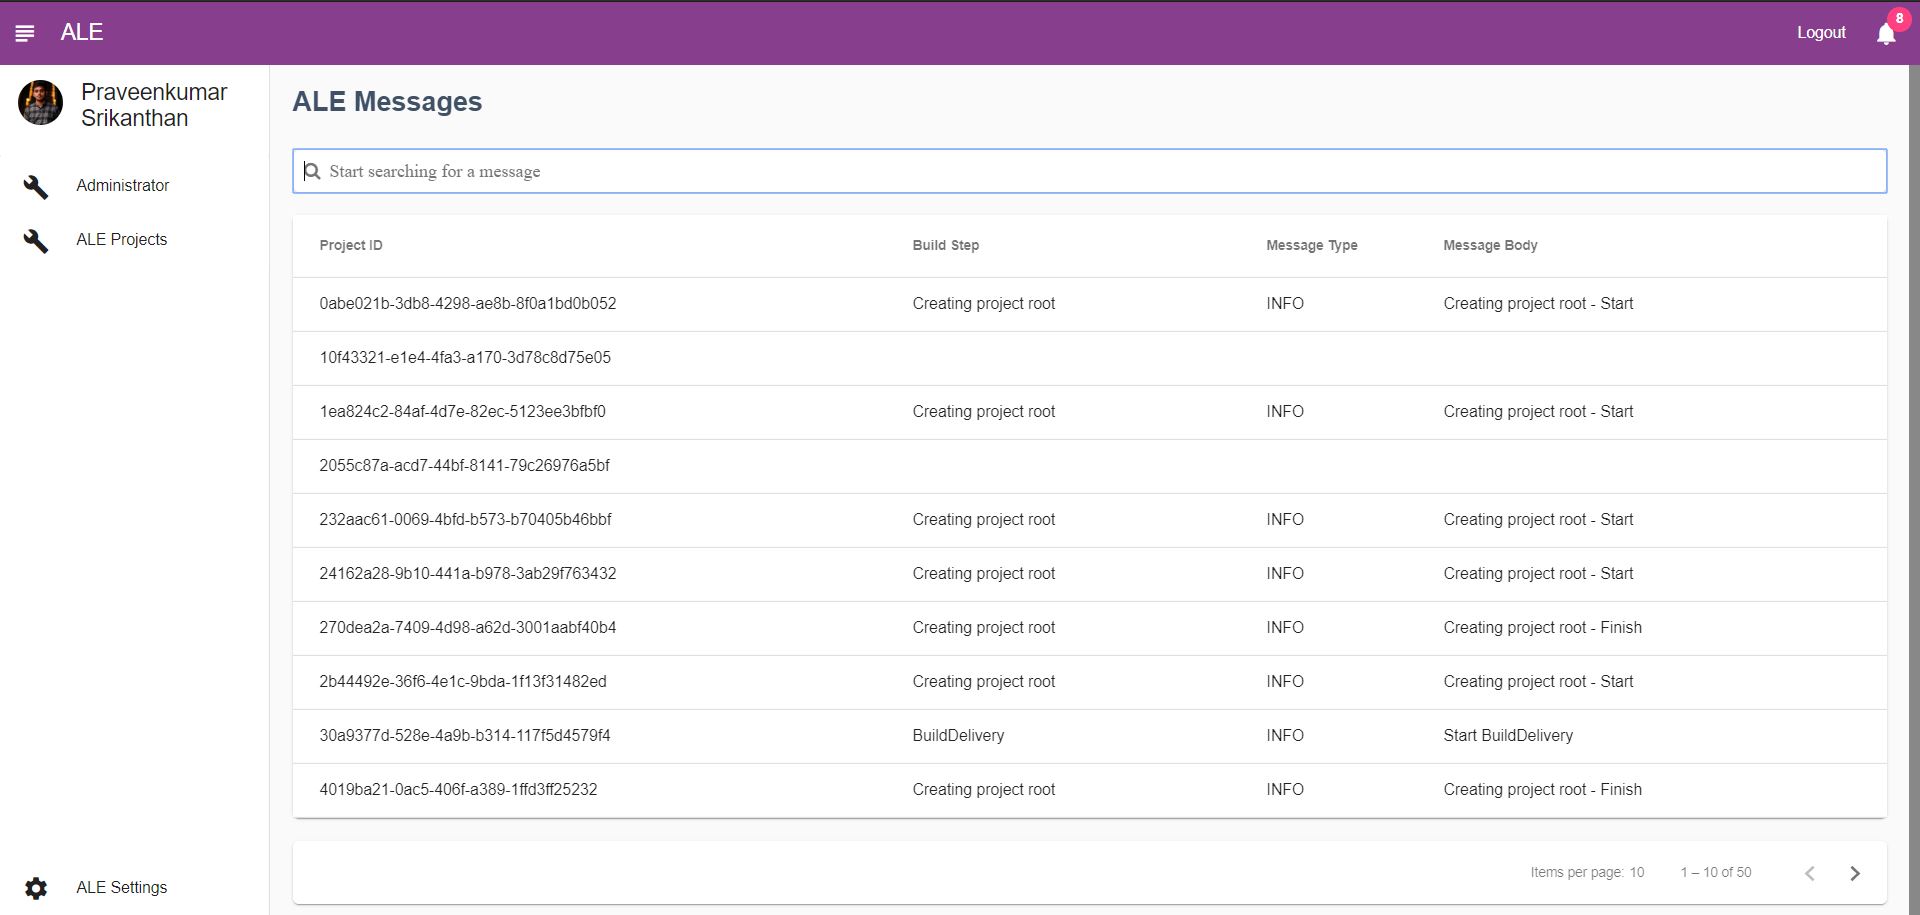 ALE
Logout
8
Praveenkumar
Srikanthan
Administrator
ALE Projects
ALE Settings
ALE Messages
Start searching for a message
Project ID Build Step Message Type Message Body
0abe021b-3db8-4298-ae8b-8f0a1bd0b052 Creating project root INFO Creating project root - Start
10f43321-e1e4-4fa3-a170-3d78c8d75e05
1ea824c2-84af-4d7e-82ec-5123ee3bfbf0 Creating project root INFO Creating project root - Start
2055c87a-acd7-44bf-8141-79c26976a5bf
232aac61-0069-4bfd-b573-b70405b46bbf Creating project root INFO Creating project root - Start
24162a28-9b10-441a-b978-3ab29f763432 Creating project root INFO Creating project root - Start
270dea2a-7409-4d98-a62d-3001aabf40b4 Creating project root INFO Creating project root - Finish
2b44492e-36f6-4e1c-9bda-1f13f31482ed Creating project root INFO Creating project root - Start
30a9377d-528e-4a9b-b314-117f5d4579f4 BuildDelivery INFO Start BuildDelivery
4019ba21-0ac5-406f-a389-1ffd3ff25232 Creating project root INFO Creating project root - Finish
Items per page: 10 1 – 10 of 50